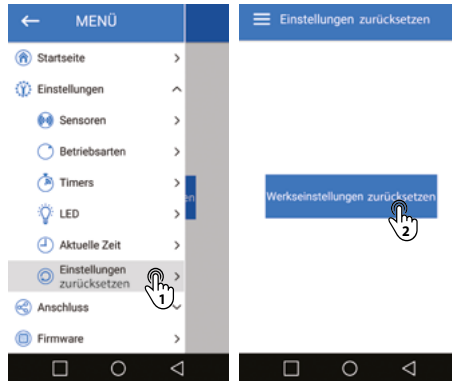 MENÜ
Startseite
Einstellungen
Sensoren
Betriebsarten
Timers
LED
Aktuelle Zeit
Einstellungen
zurücksetzen
Anschluss
Firmware
en
1
Einstellungen zurücksetzen
Werkseinstellungen zurücksetzen
2